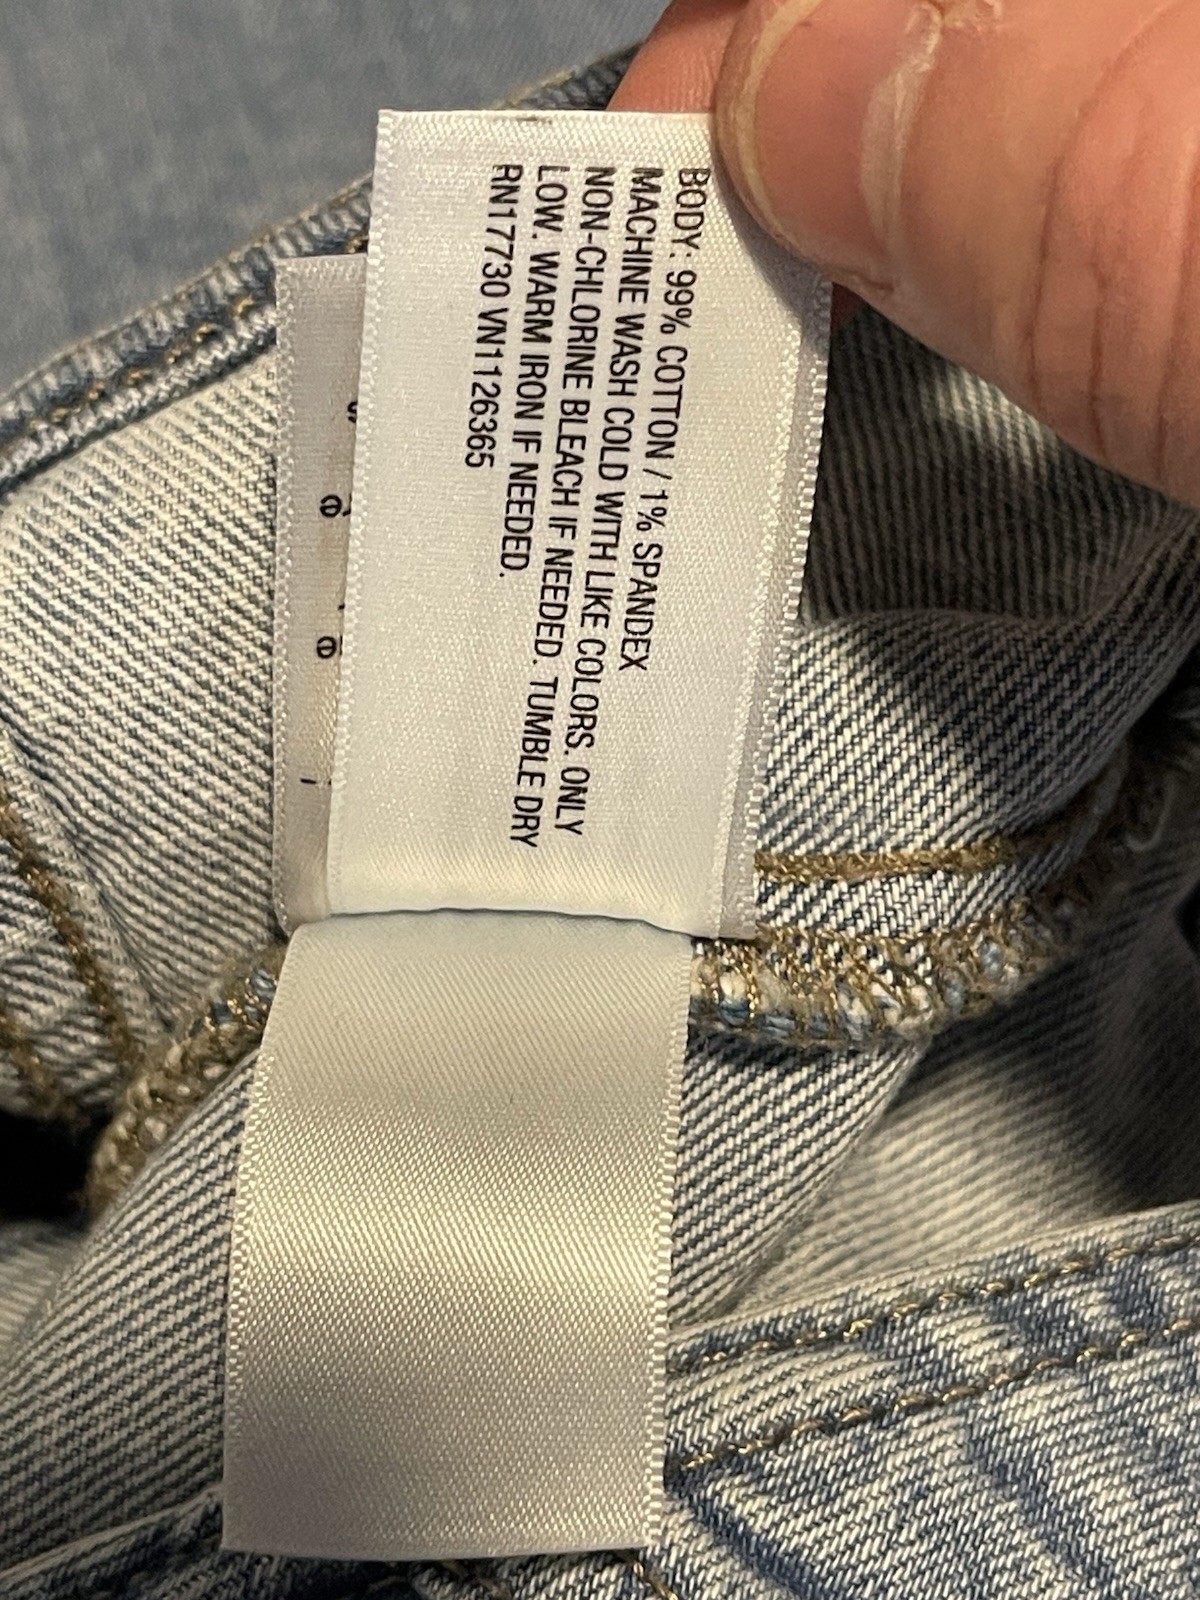 BODY: 99% COTTON / 1% SPANDEX
MACHINE WASH COLD WITH LIKE COLORS. ONLY
NON-CHLORINE BLEACH IF NEEDED. TUMBLE DRY
LOW. WARM IRON IF NEEDED.
RN17730 VN1126365